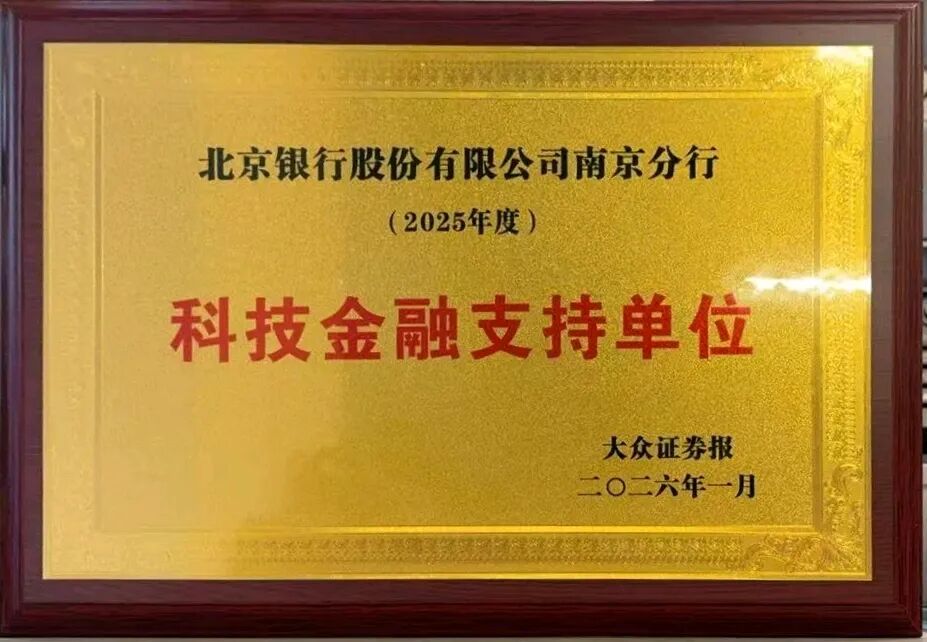 北京银行股份有限公司南京分行
（2025年度）
科技金融支持单位
大众证券报
二〇二六年一月